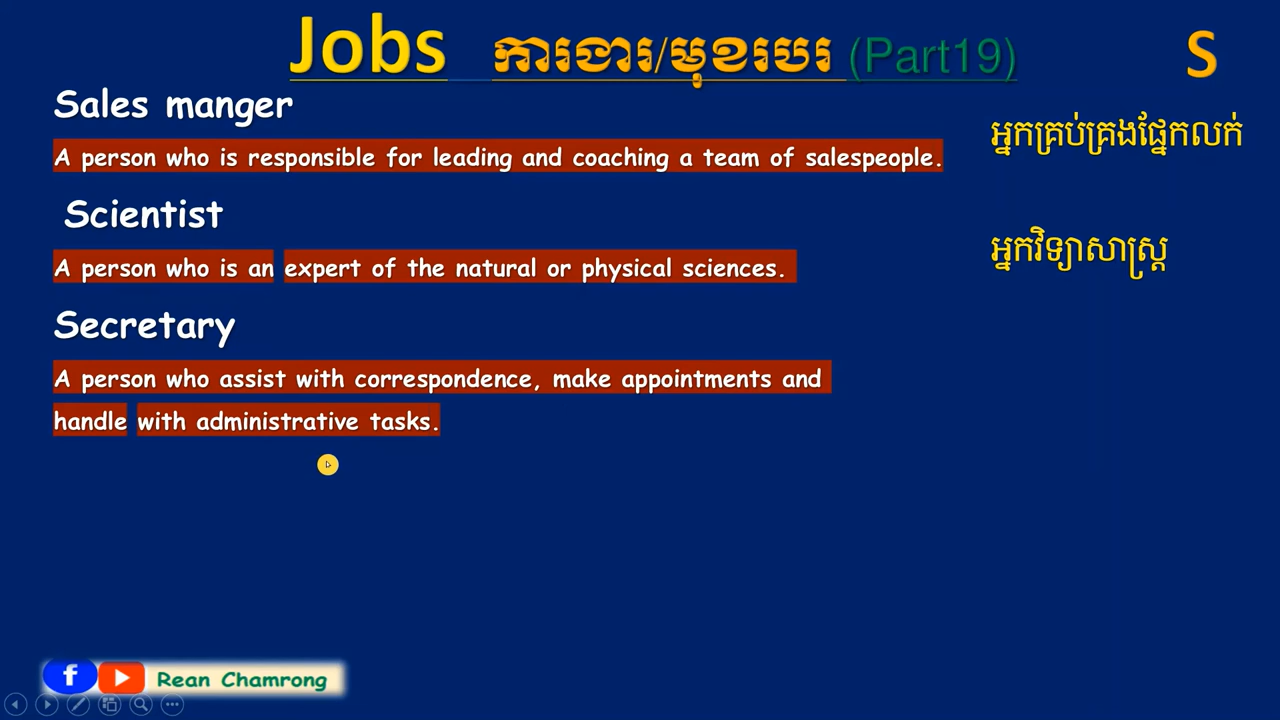 Jobs ការងារ/មុខរបរ (Part19) S
Sales manger
អ្នកគ្រប់គ្រងផ្នែកលក់
A person who is responsible for leading and coaching a team of salespeople.
Scientist
អ្នកវិទ្យាសាស្ត្រ
A person who is an expert of the natural or physical sciences.
Secretary
A person who assist with correspondence, make appointments and
handle with administrative tasks.
f Rean Chamrong